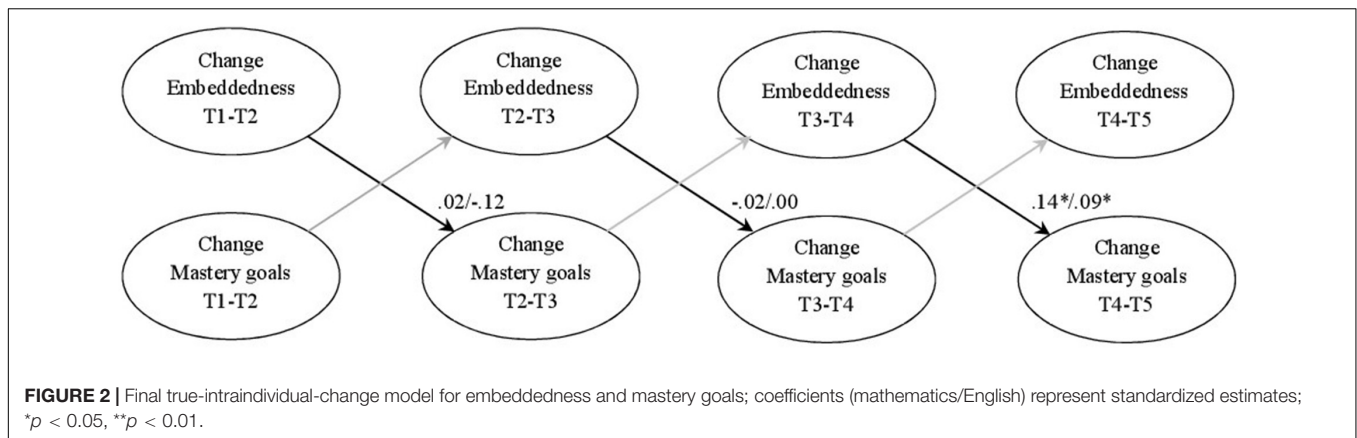 Change
Embeddedness
T1-T2
Change
Embeddedness
T2-T3
Change
Embeddedness
T3-T4
Change
Embeddedness
T4-T5
.02/-.12
-.02/.00
.14*/.09*
Change
Mastery goals
T1-T2
Change
Mastery goals
T2-T3
Change
Mastery goals
T3-T4
Change
Mastery goals
T4-T5
FIGURE 2 | Final true-intraindividual-change model for embeddedness and mastery goals; coefficients (mathematics/English) represent standardized estimates;
*p < 0.05, **p < 0.01.